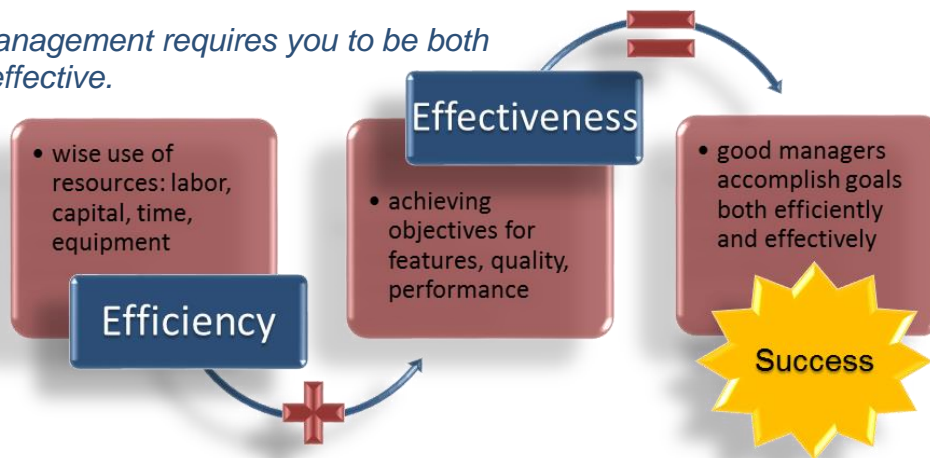 anagement requires you to be both
effective.
Effectiveness
• wise use of
resources: labor,
capital, time,
equipment
Efficiency
• achieving
objectives for
features, quality,
performance
• good managers
accomplish goals
both efficiently
and effectively
Success